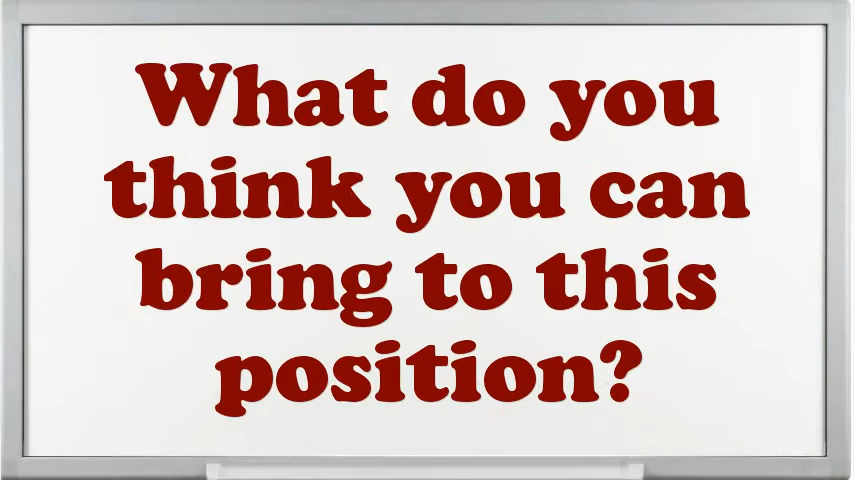 What do you
think you can
bring to this
position?